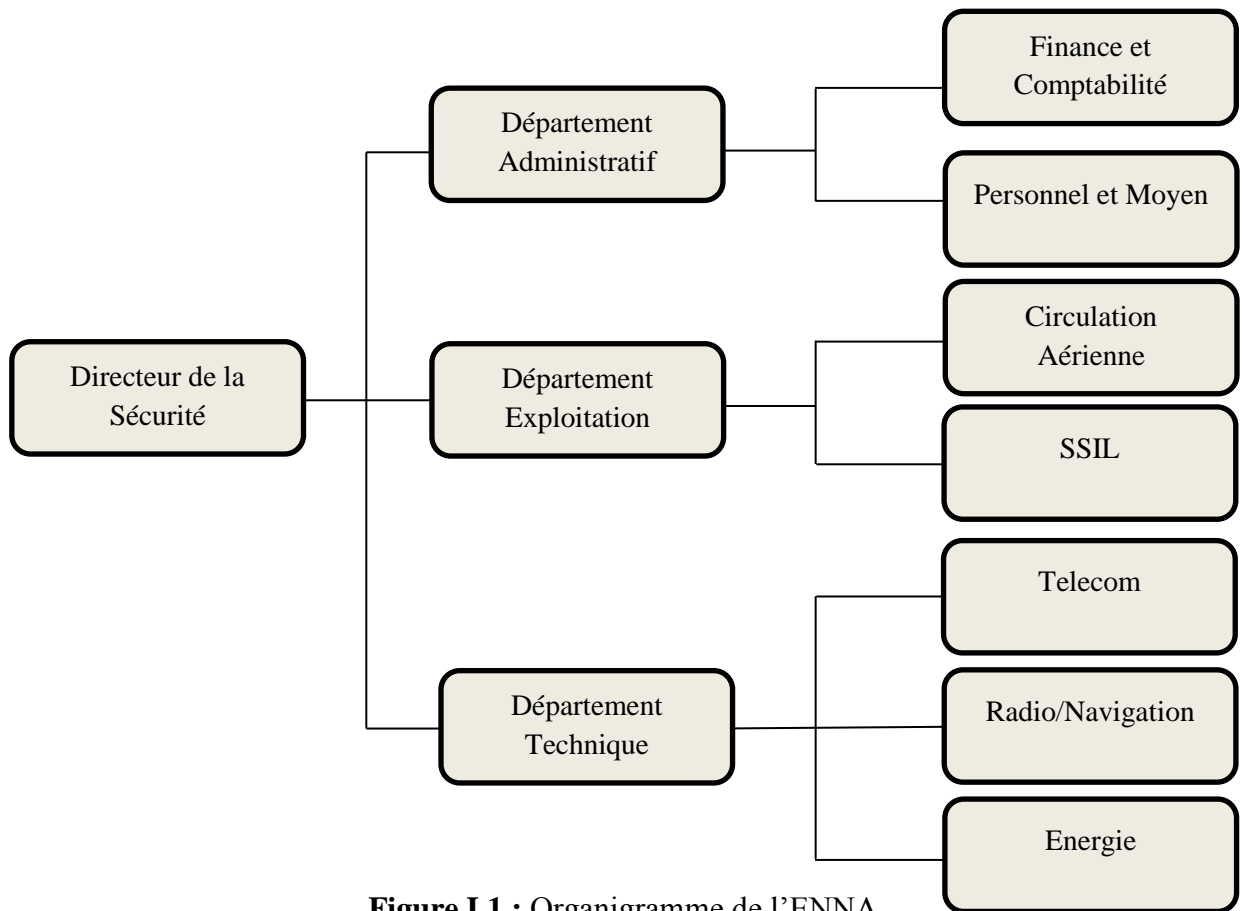 Finance et
Comptabilité
Département
Administratif
Personnel et Moyen
Circulation
Aérienne
Directeur de la
Sécurité
Département
Exploitation
SSIL
Telecom
Département
Technique
Radio/Navigation
Energie
Figure I.1 : Organigramme de l'ENNA